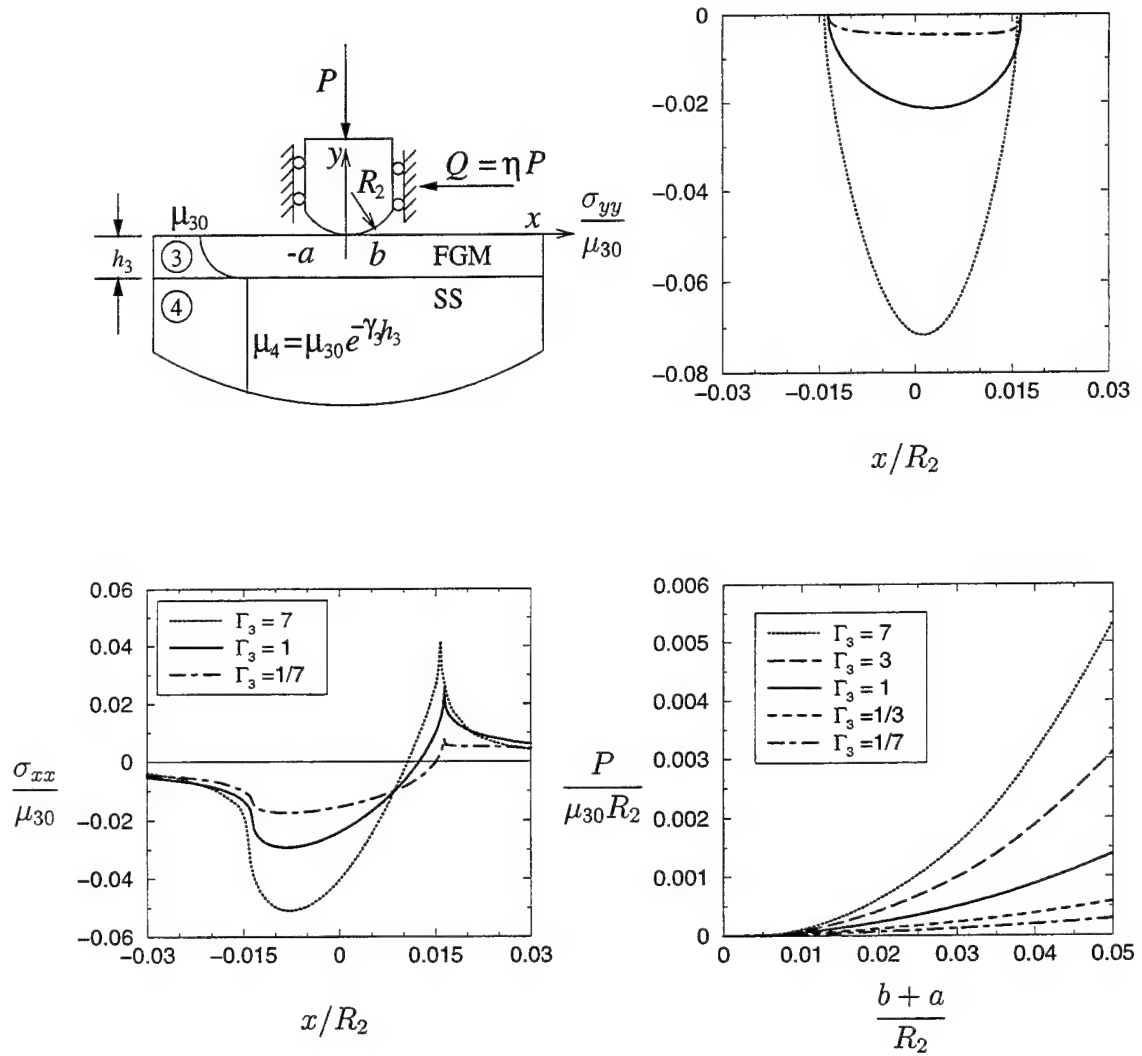 P
y
R₂
Q = ηP
μ₃₀
x
h₃
③
-a
b
FGM
④
SS
μ₄=μ₃₀e^{-γ₃h₃}
σ_yy/μ₃₀
0
−0.02
−0.04
−0.06
−0.08
−0.03 −0.015 0 0.015 0.03
x/R₂
σ_xx/μ₃₀
0.06
0.04
0.02
0
−0.02
−0.04
−0.06
Γ₃ = 7
Γ₃ = 1
Γ₃ =1/7
−0.03 −0.015 0 0.015 0.03
x/R₂
P/μ₃₀R₂
0.006
0.005
0.004
0.003
0.002
0.001
0
Γ₃ = 7
Γ₃ = 3
Γ₃ = 1
Γ₃ =1/3
Γ₃ =1/7
0 0.01 0.02 0.03 0.04 0.05
b + a/R₂